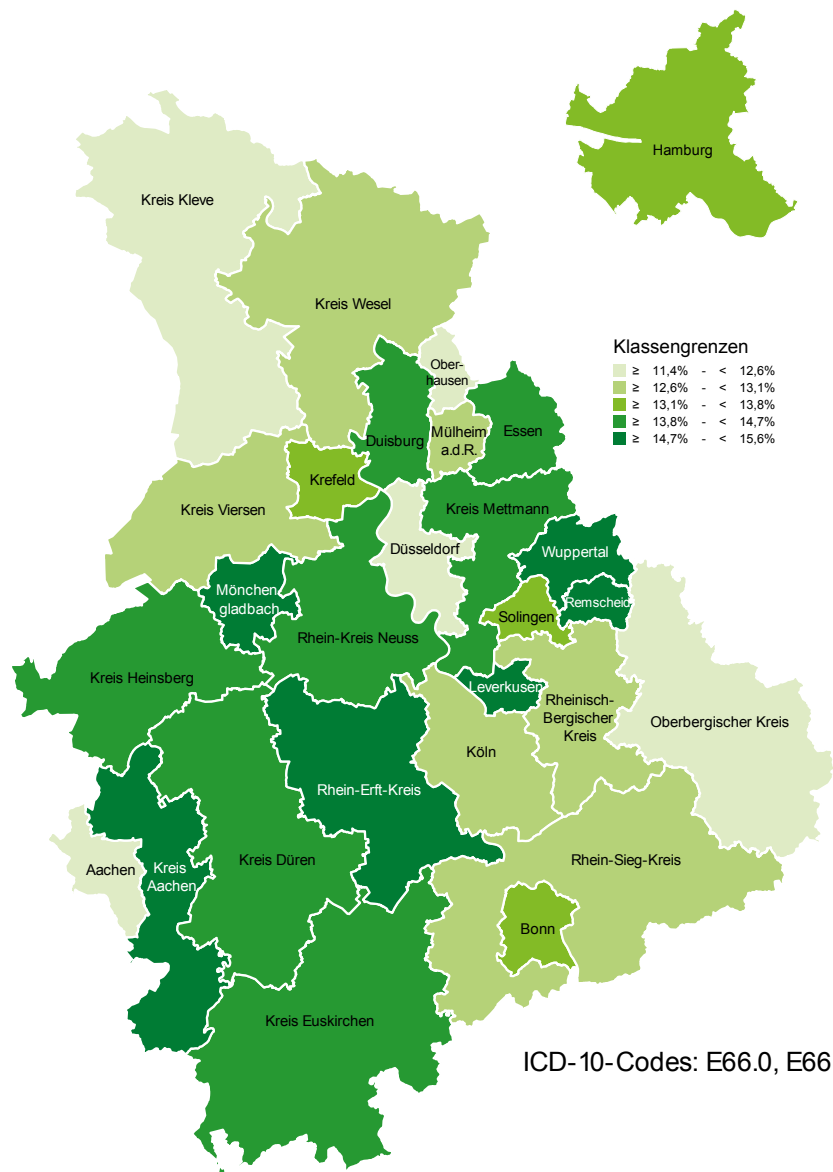 Hamburg
Kreis Kleve
Kreis Wesel
Klassengrenzen
≥ 11,4% - < 12,6%
≥ 12,6% - < 13,1%
≥ 13,1% - < 13,8%
≥ 13,8% - < 14,7%
≥ 14,7% - < 15,6%
Ober-
hausen
Duisburg
Mülheim
a.d.R.
Essen
Krefeld
Kreis Viersen
Kreis Mettmann
Düsseldorf
Wuppertal
Mönchen
gladbach
Remscheid
Solingen
Rhein-Kreis Neuss
Kreis Heinsberg
Leverkusen
Rheinisch-
Bergischer
Kreis
Oberbergischer Kreis
Köln
Rhein-Erft-Kreis
Kreis Düren
Rhein-Sieg-Kreis
Aachen
Kreis
Aachen
Bonn
Kreis Euskirchen
ICD-10-Codes: E66.0, E66